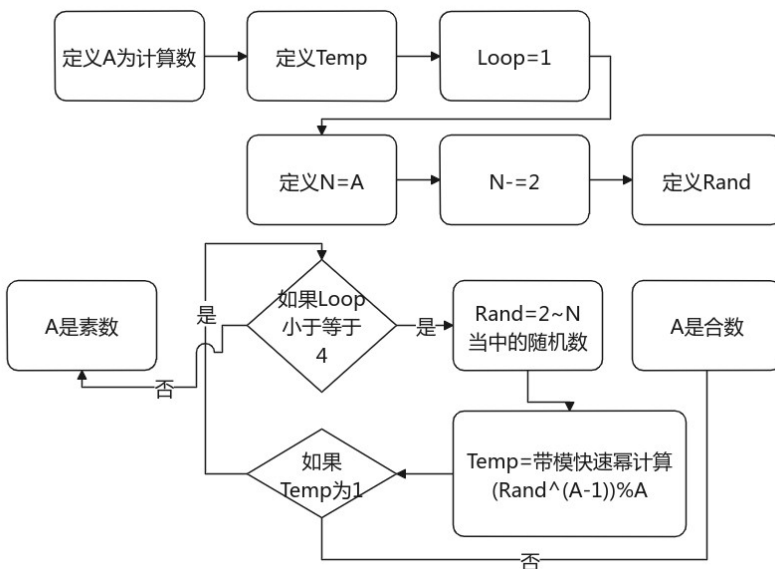 定义A为计算数
定义Temp
Loop=1
定义N=A
N-=2
定义Rand
A是素数
是
如果Loop
小于等于
4
是
Rand=2~N
当中的随机数
A是合数
否
如果
Temp为1
Temp=带模快速幂计算
(Rand^(A-1))%A
否